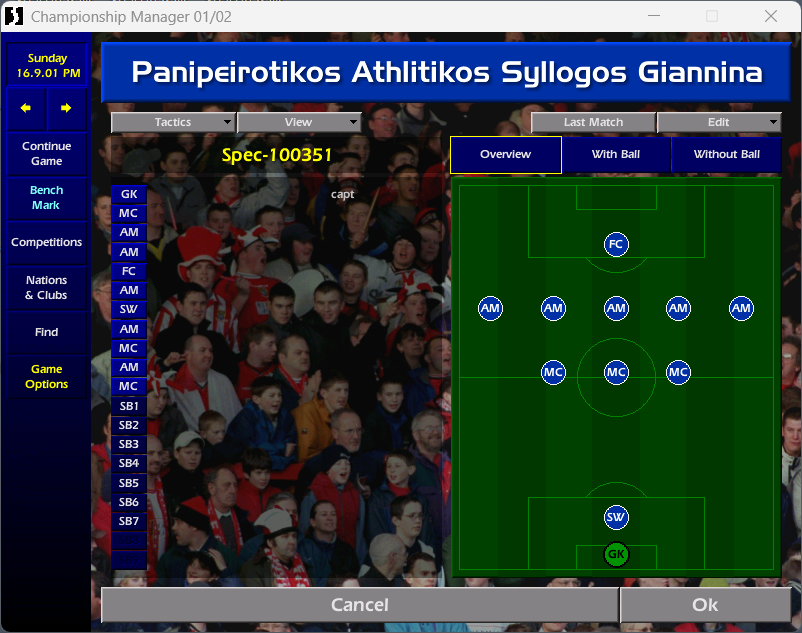 Championship Manager 01/02
Sunday
16.9.01 PM
Continue
Game
Bench
Mark
Competitions
Nations
& Clubs
Find
Game
Options
Panipeirotikos Athlitikos Syllogos Giannina
Tactics
View
Last Match
Edit
Spec-100351
Overview
With Ball
Without Ball
GK
capt
MC
AM
AM
FC
AM
SW
AM
MC
AM
MC
SB1
SB2
SB3
SB4
SB5
SB6
SB7
FC
AM AM AM AM AM
MC MC MC
SW
GK
Cancel
Ok